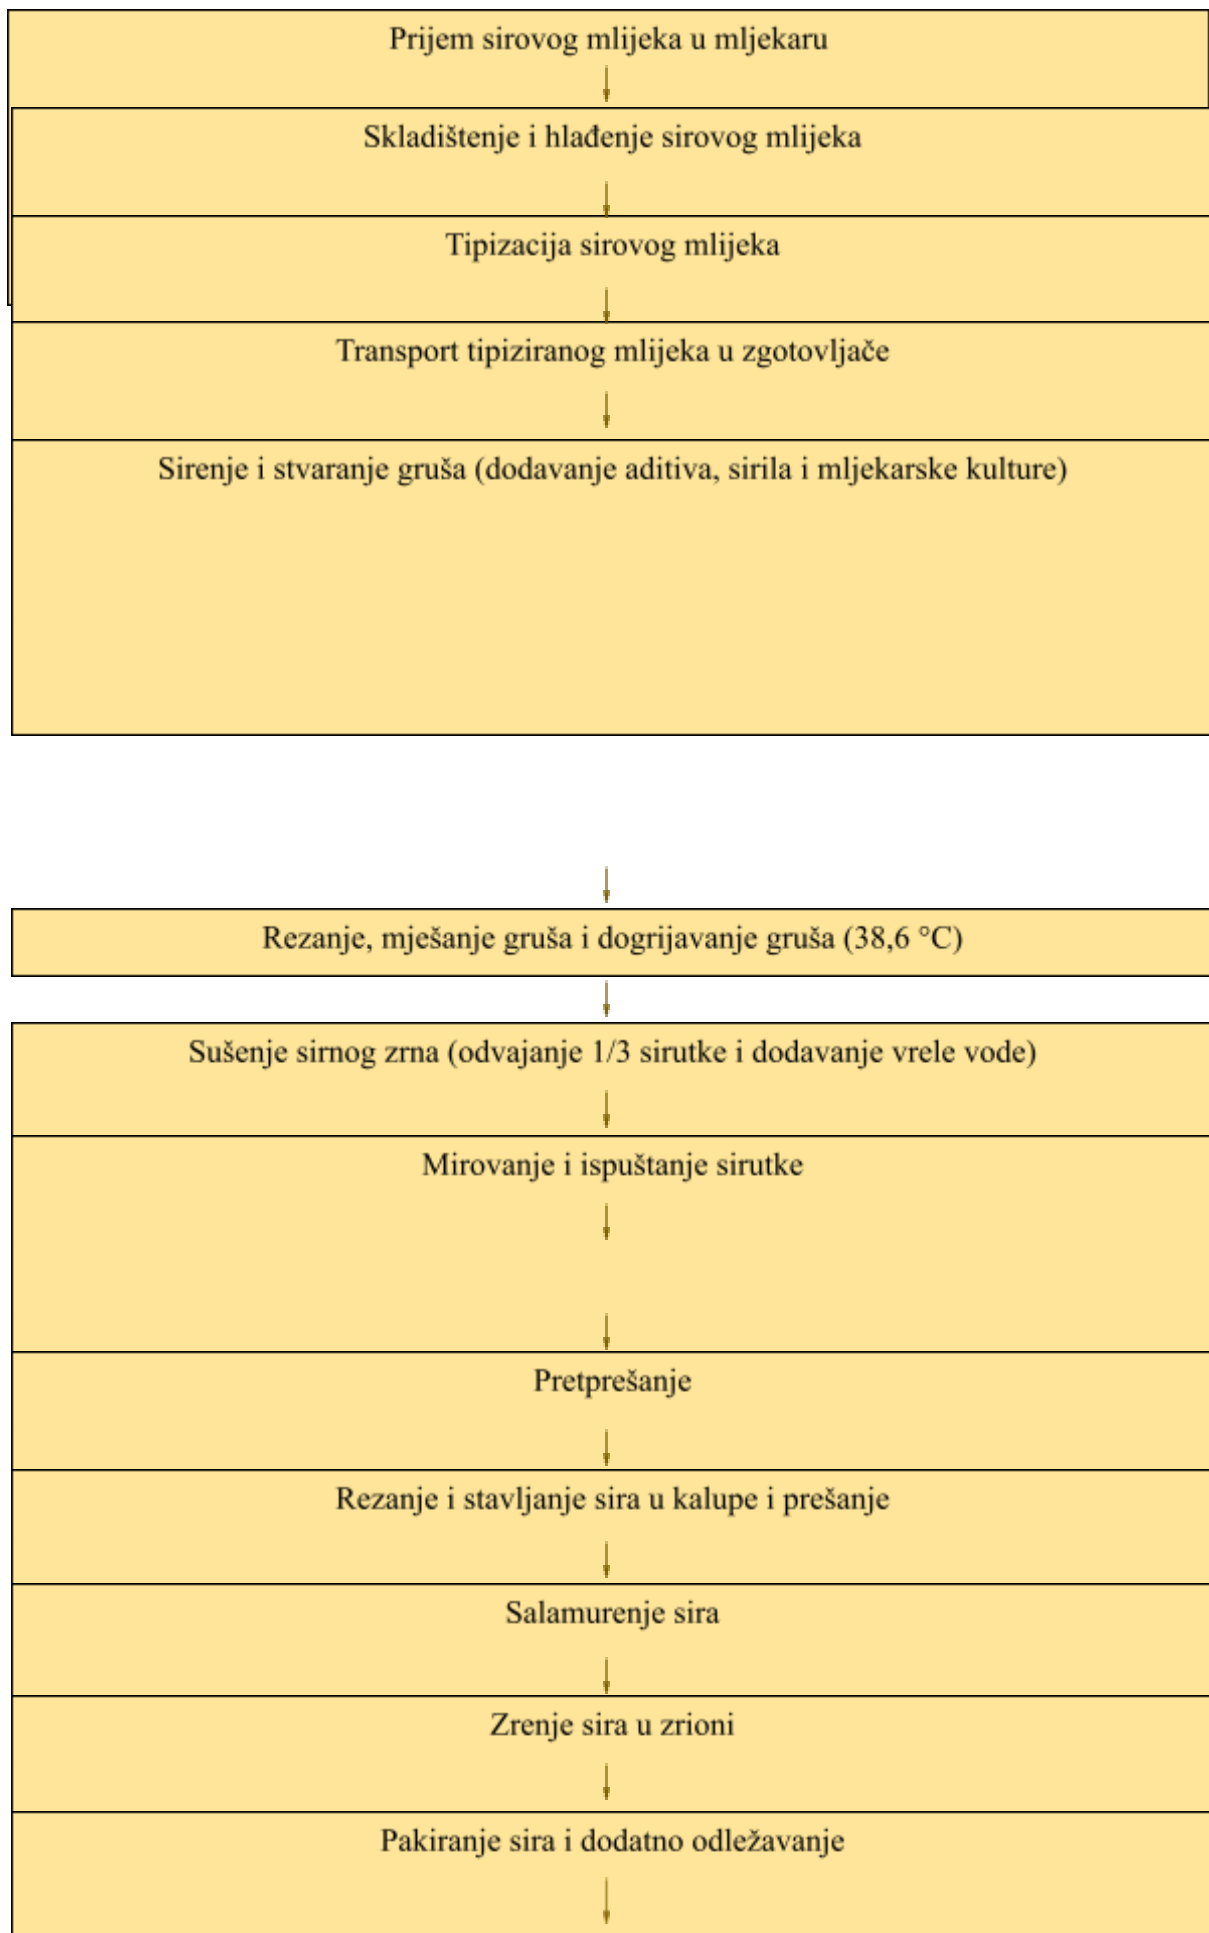 Prijem sirovog mlijeka u mljekaru
Skladištenje i hlađenje sirovog mlijeka
Tipizacija sirovog mlijeka
Transport tipiziranog mlijeka u zgotovljače
Sirenje i stvaranje gruša (dodavanje aditiva, sirila i mljekarske kulture)
Rezanje, mješanje gruša i dogrijavanje gruša (38,6 °C)
Sušenje sirnog zrna (odvajanje 1/3 sirutke i dodavanje vrele vode)
Mirovanje i ispuštanje sirutke
Pretprešanje
Rezanje i stavljanje sira u kalupe i prešanje
Salamurenje sira
Zrenje sira u zrioni
Pakiranje sira i dodatno odležavanje